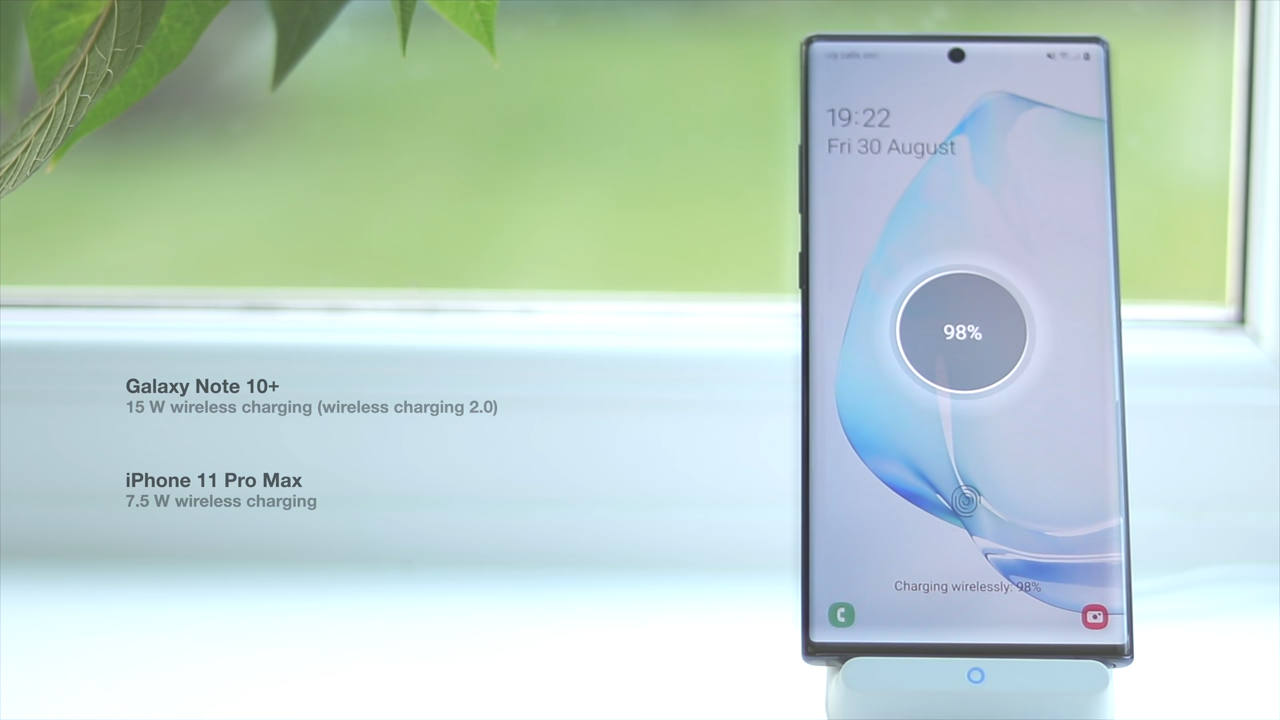 19:22
Fri 30 August
98%
Galaxy Note 10+
15 W wireless charging (wireless charging 2.0)
iPhone 11 Pro Max
7.5 W wireless charging
Charging wirelessly: 98%